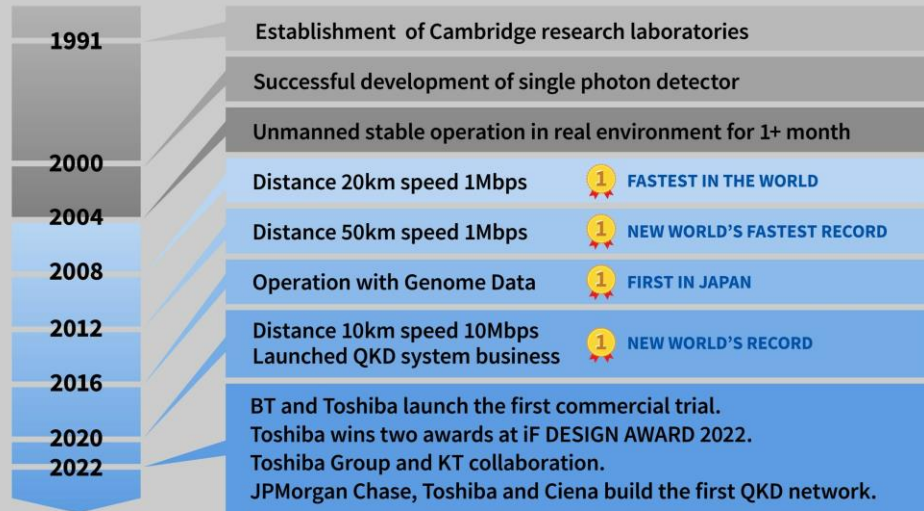 1991
Establishment of Cambridge research laboratories
Successful development of single photon detector
Unmanned stable operation in real environment for 1+ month
2000
Distance 20km speed 1Mbps 1 FASTEST IN THE WORLD
2004
Distance 50km speed 1Mbps 1 NEW WORLD'S FASTEST RECORD
2008
Operation with Genome Data 1 FIRST IN JAPAN
2012
Distance 10km speed 10Mbps
Launched QKD system business 1 NEW WORLD'S RECORD
2016
BT and Toshiba launch the first commercial trial.
2020
Toshiba wins two awards at iF DESIGN AWARD 2022.
2022
Toshiba Group and KT collaboration.
JPMorgan Chase, Toshiba and Ciena build the first QKD network.